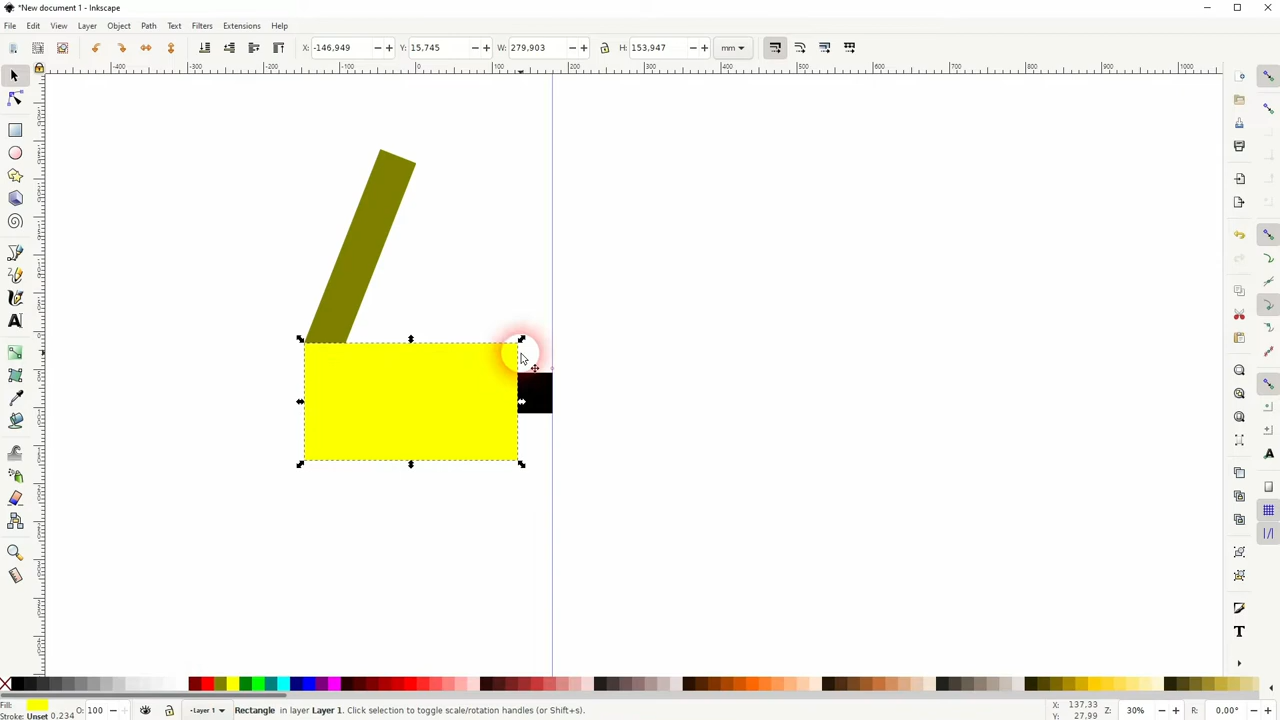 *New document 1 - Inkscape
File Edit View Layer Object Path Text Filters Extensions Help
X: -146.949 Y: 15.745 W: 279.903 H: 153.947 mm
-400 -300 -200 -100 0 100 200 300 400 500 600 700 800 900 1000
Fill: O: 100 Layer 1 Rectangle in layer Layer 1. Click selection to toggle scale/rotation handles (or Shift+s). X: 137.33 Z: 30% R: 0.00°
Stroke: Unset 0.234 Y: 27.99